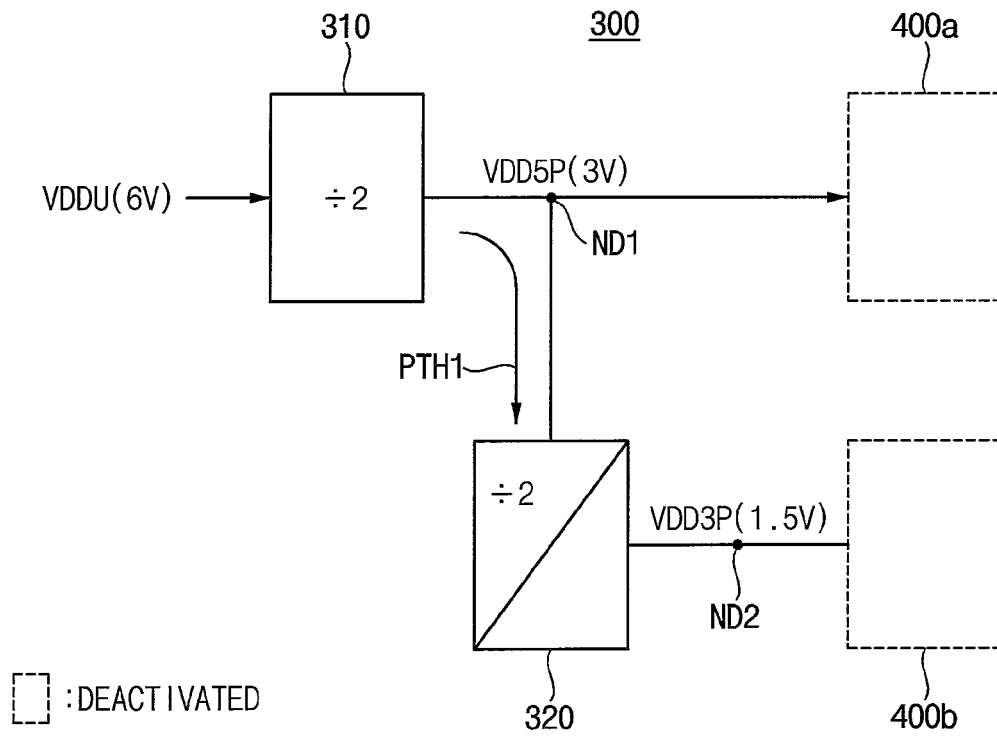 310
300
400a
VDDU(6V)
÷2
VDD5P(3V)
ND1
PTH1
÷2
VDD3P(1.5V)
ND2
:DEACTIVATED
320
400b